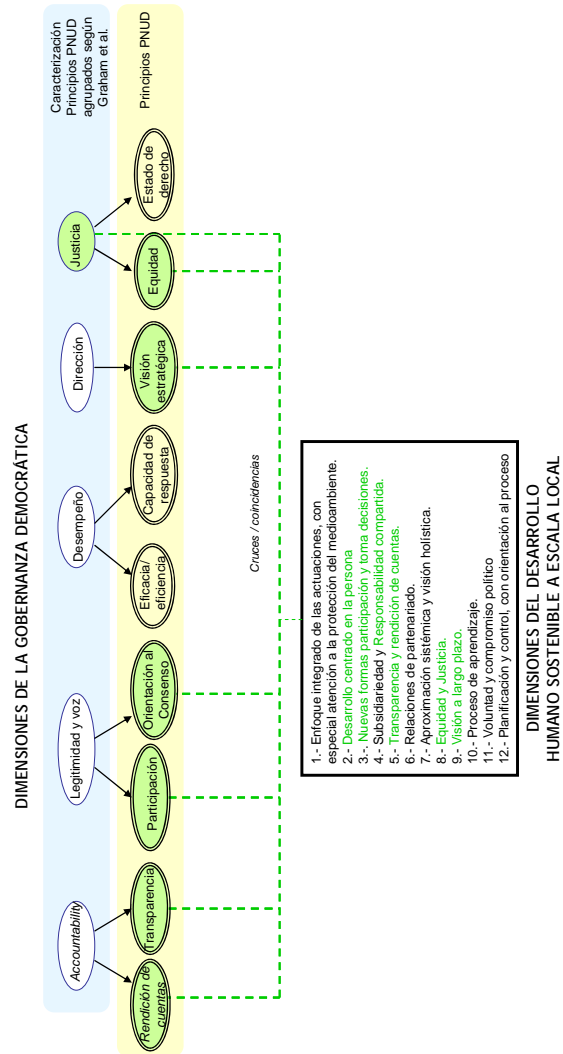 DIMENSIONES DE LA GOBERNANZA DEMOCRÁTICA
Accountability
Legitimidad y voz
Desempeño
Dirección
Justicia
Caracterización
Principios PNUD
agrupados según
Graham et al.
Rendición de
cuentas
Transparencia
Participación
Orientación al
Consenso
Eficacia/
eficiencia
Capacidad de
respuesta
Visión
estratégica
Equidad
Estado de
derecho
Principios PNUD
Cruces / coincidencias
1.- Enfoque integrado de las actuaciones, con
especial atención a la protección del medioambiente.
2.- Desarrollo centrado en la persona
3.-. Nuevas formas participación y toma decisiones.
4.- Subsidiariedad y Responsabilidad compartida.
5.- Transparencia y rendición de cuentas.
6.- Relaciones de partenariado.
7.- Aproximación sistémica y visión holística.
8.- Equidad y Justicia.
9.- Visión a largo plazo.
10.- Proceso de aprendizaje.
11.- Voluntad y compromiso político
12.- Planificación y control, con orientación al proceso
DIMENSIONES DEL DESARROLLO
HUMANO SOSTENIBLE A ESCALA LOCAL